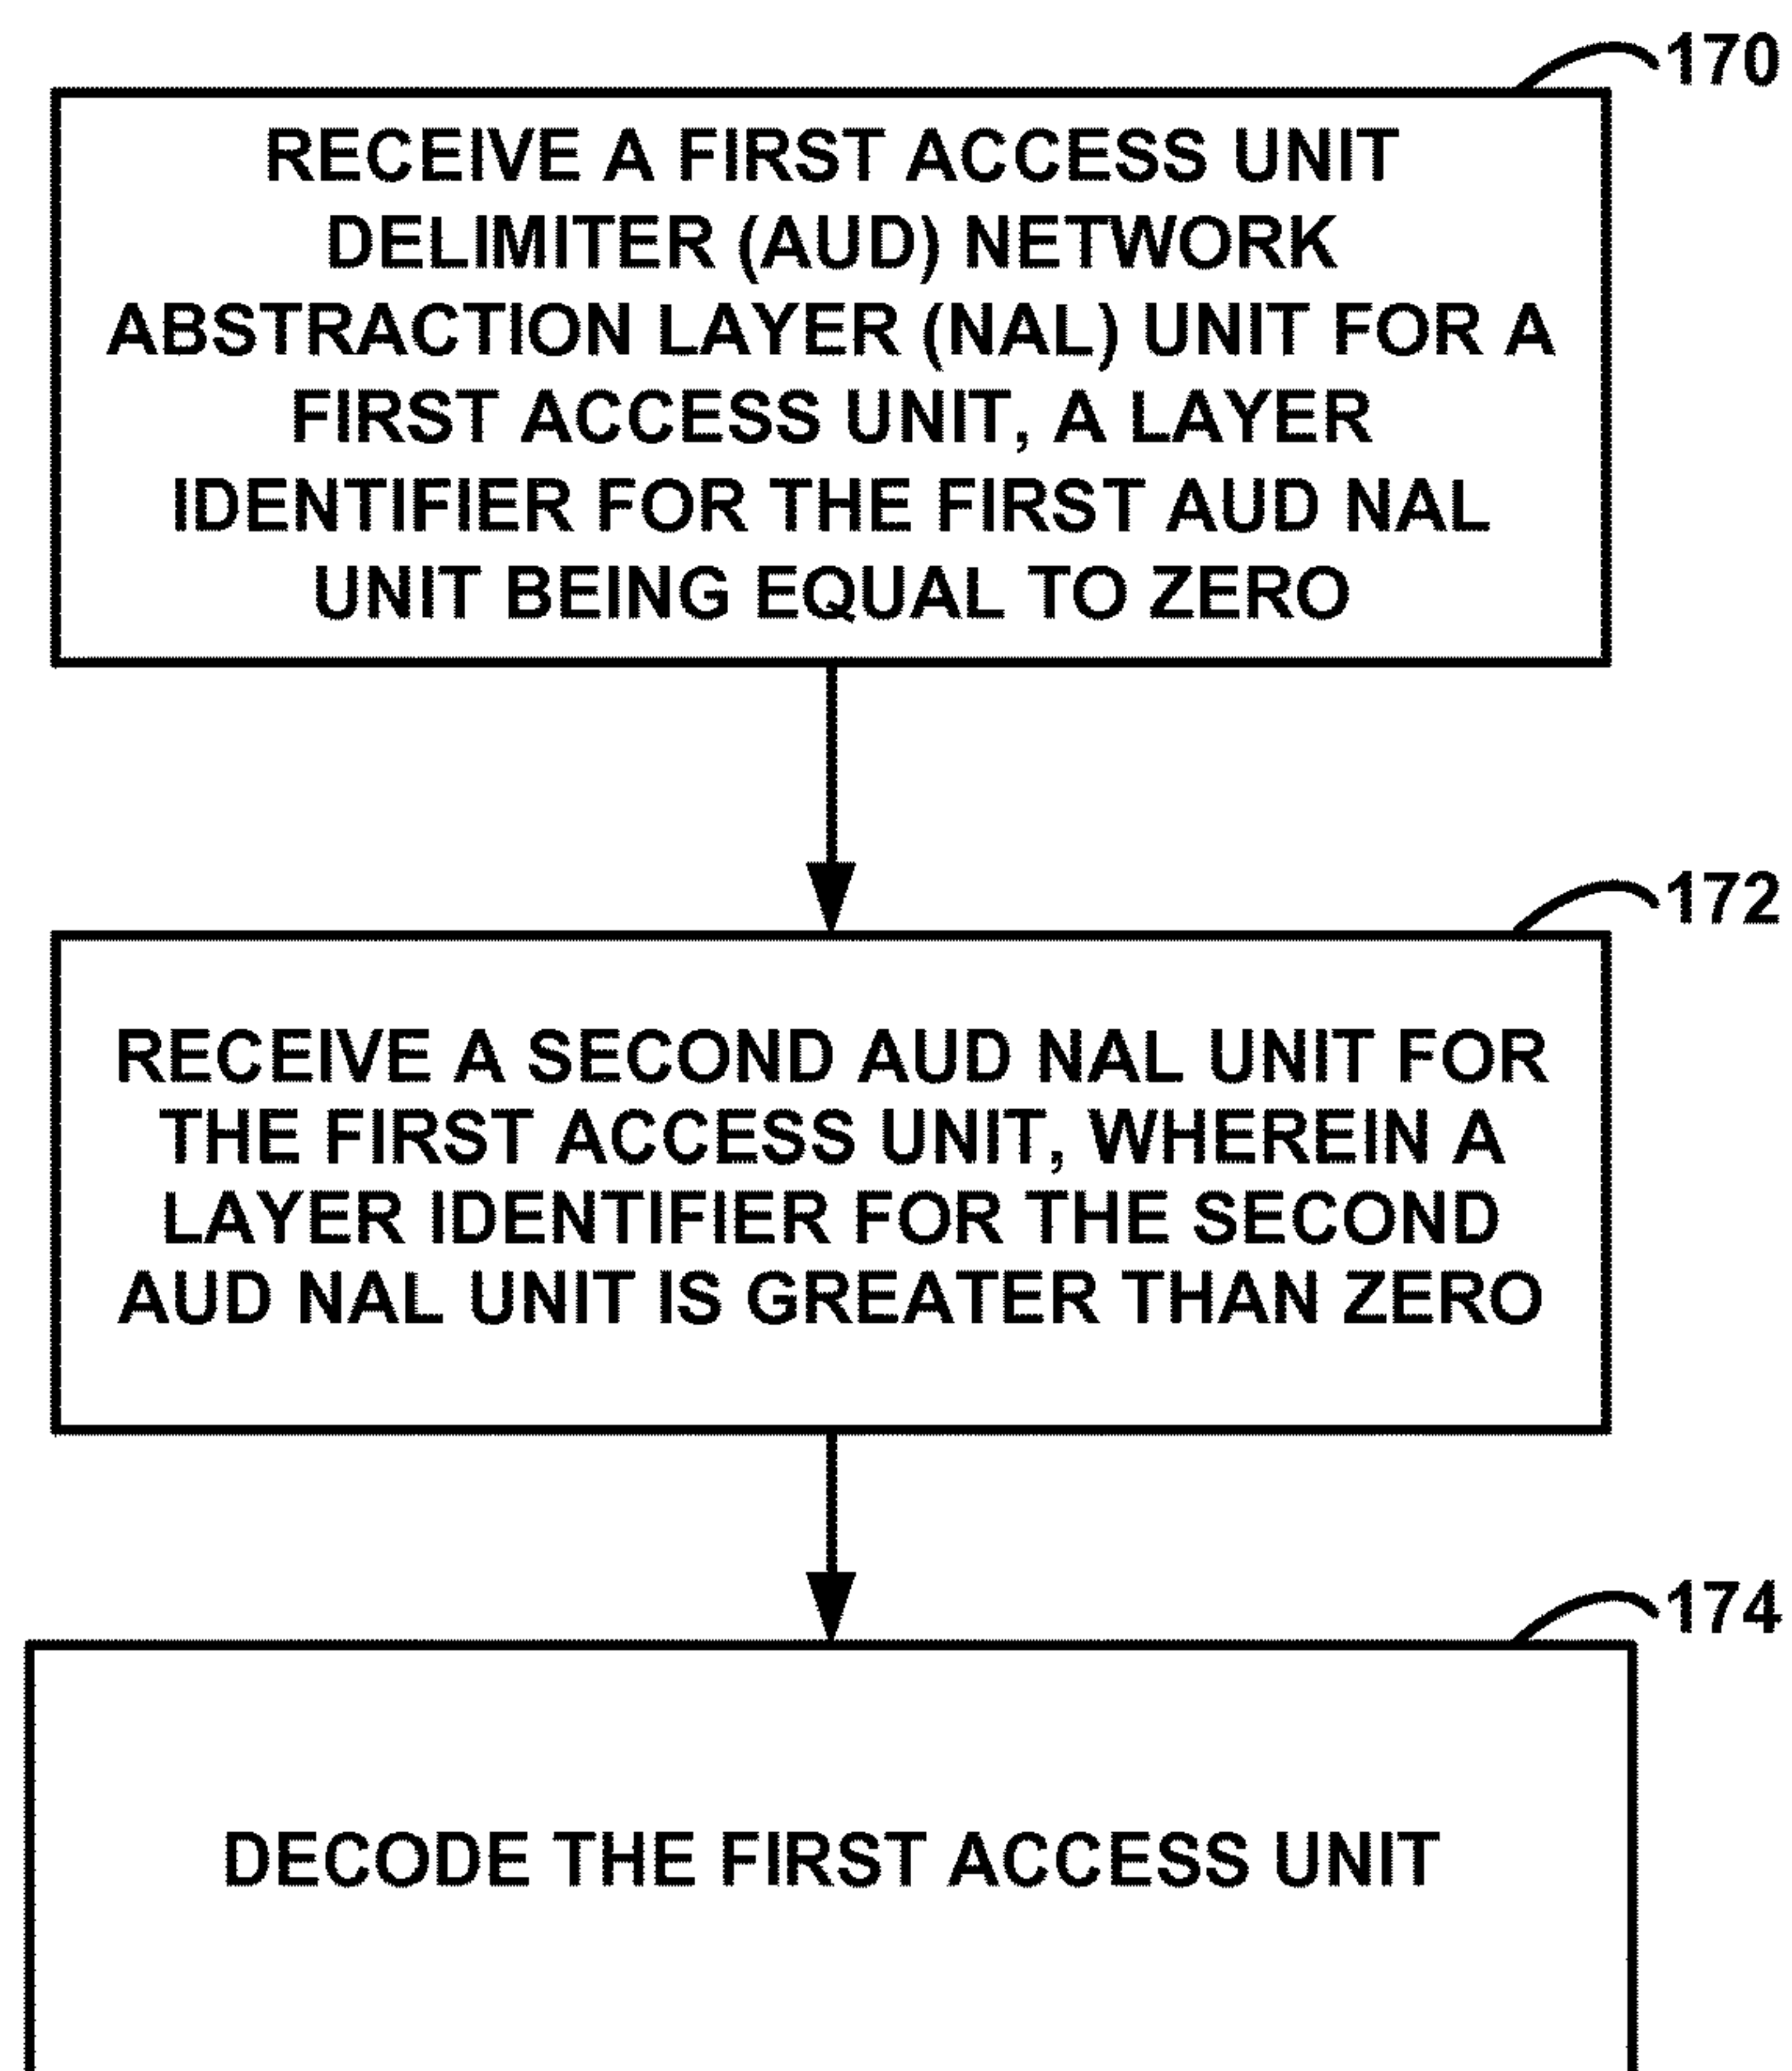 170
RECEIVE A FIRST ACCESS UNIT
DELIMITER (AUD) NETWORK
ABSTRACTION LAYER (NAL) UNIT FOR A
FIRST ACCESS UNIT, A LAYER
IDENTIFIER FOR THE FIRST AUD NAL
UNIT BEING EQUAL TO ZERO
172
RECEIVE A SECOND AUD NAL UNIT FOR
THE FIRST ACCESS UNIT, WHEREIN A
LAYER IDENTIFIER FOR THE SECOND
AUD NAL UNIT IS GREATER THAN ZERO
174
DECODE THE FIRST ACCESS UNIT